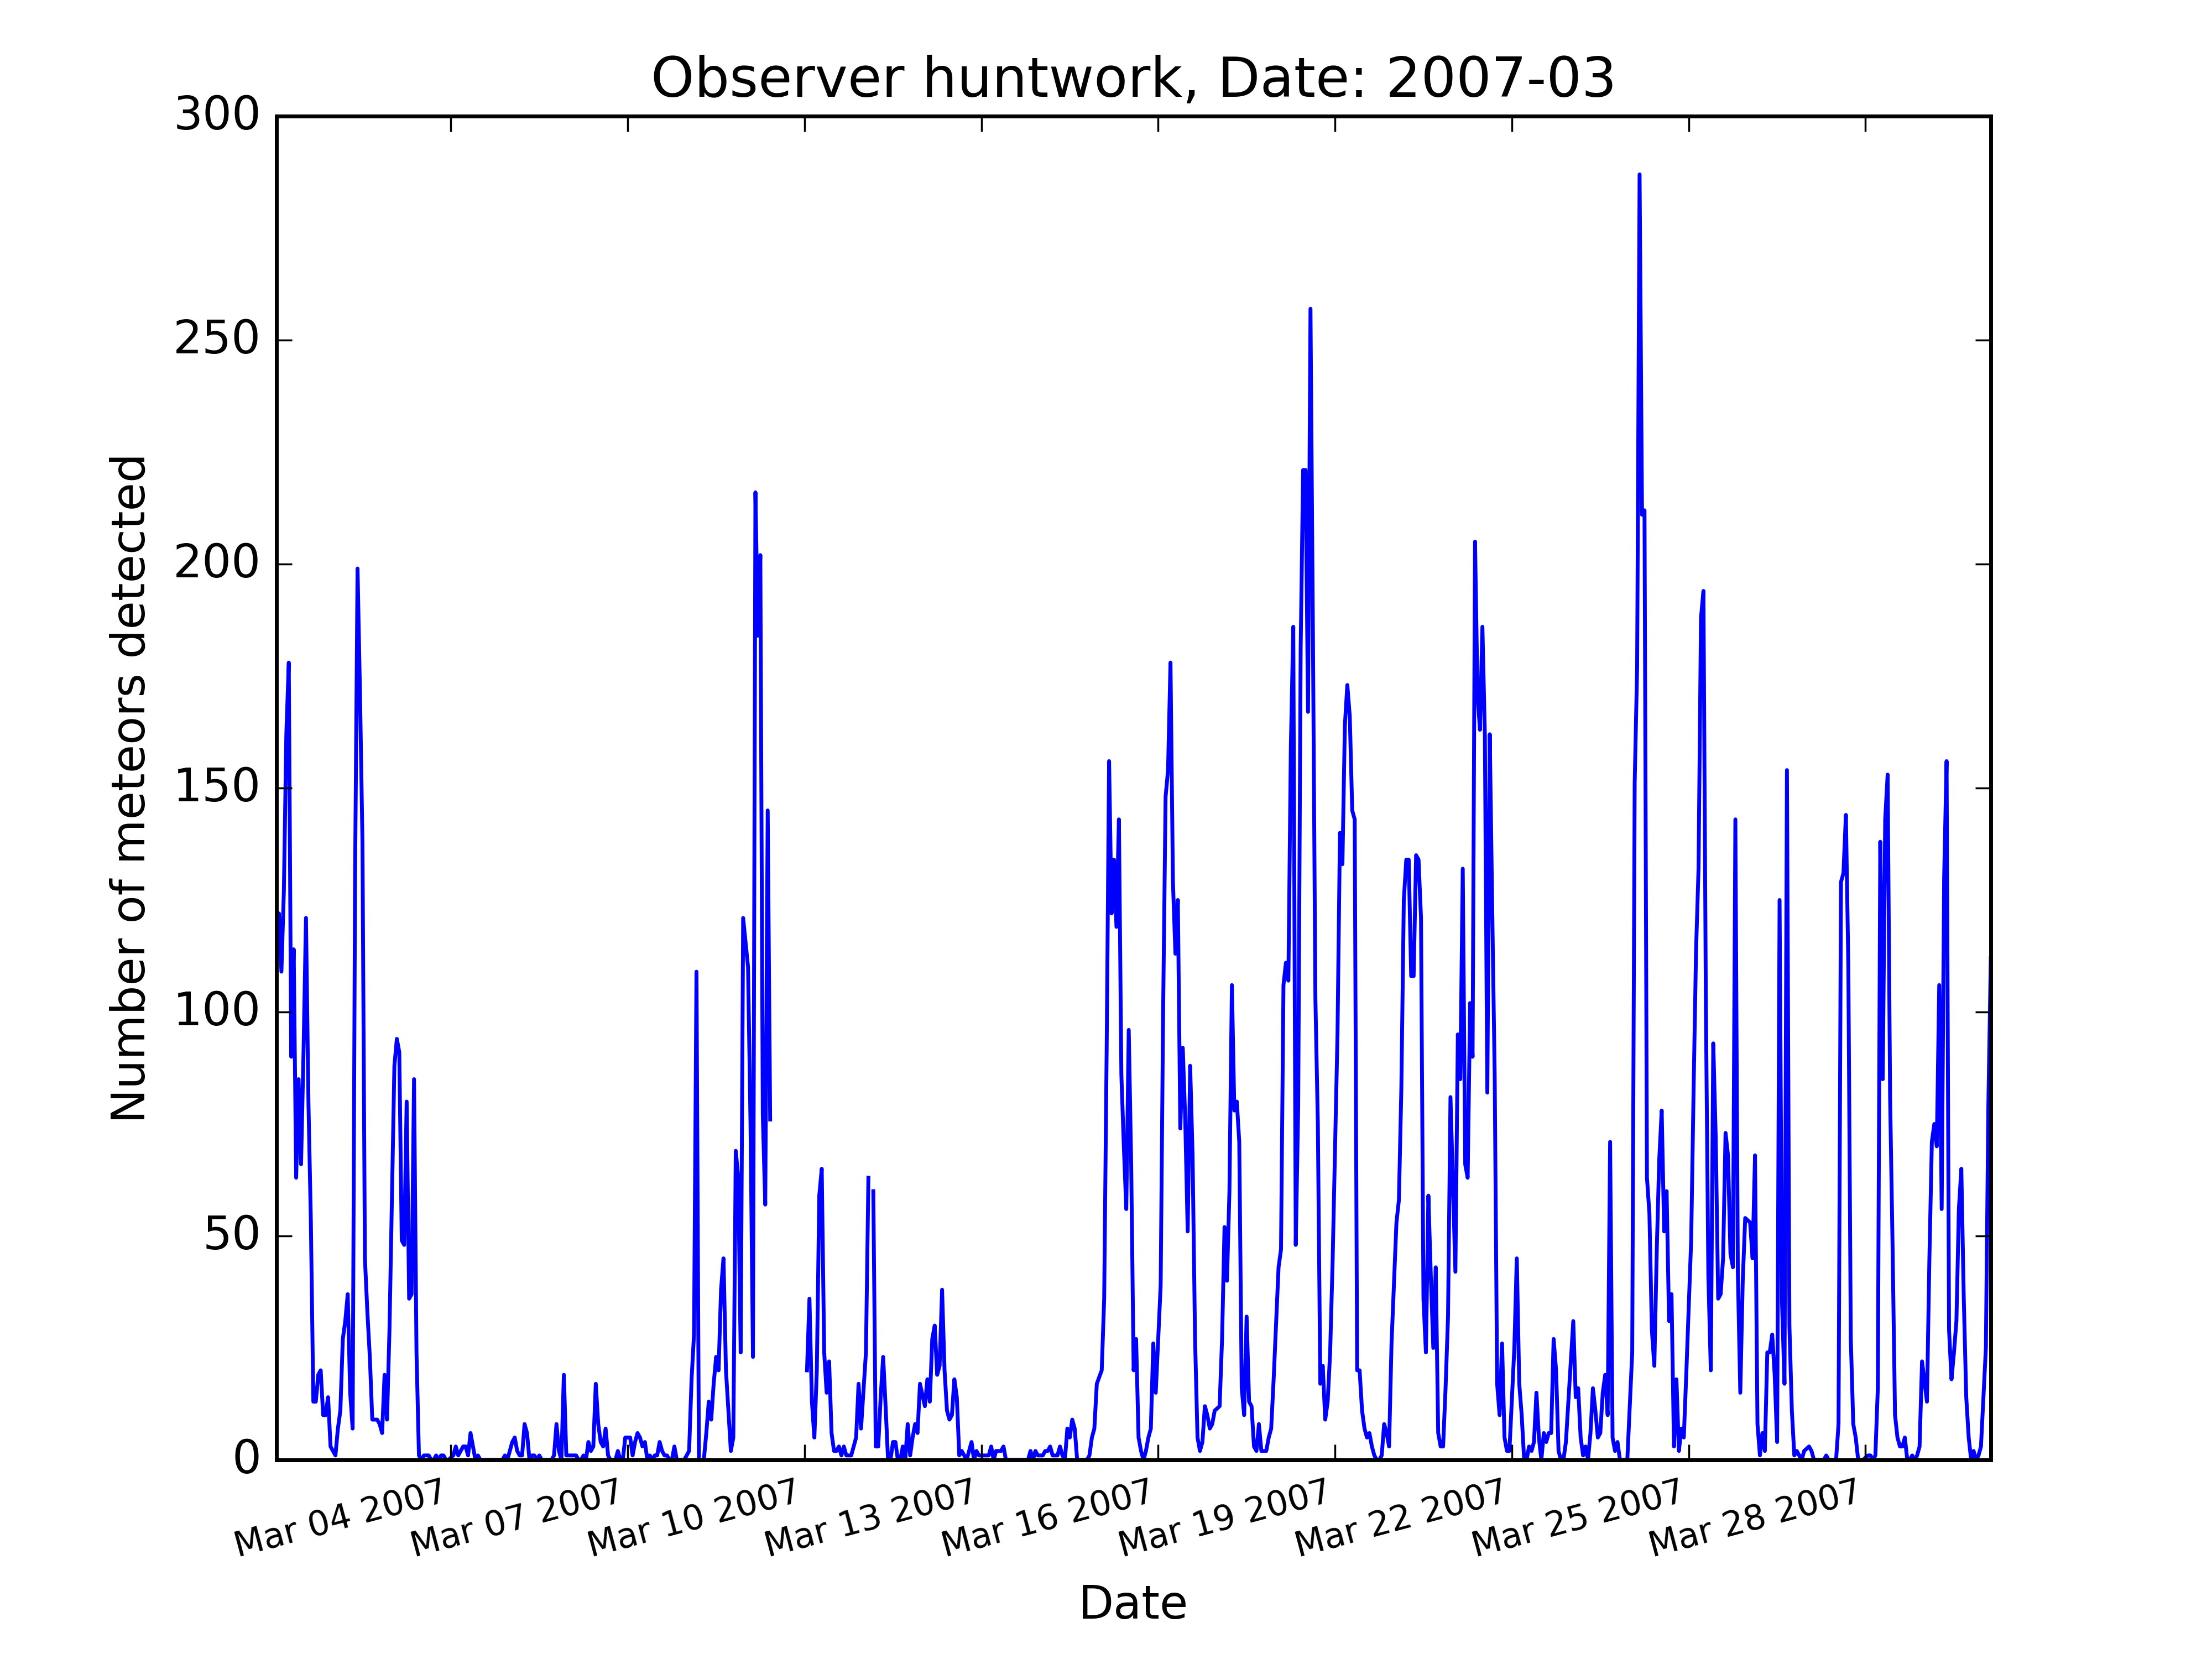 Observer huntwork, Date: 2007-03
Number of meteors detected
300
250
200
150
100
50
0
Mar 04 2007
Mar 07 2007
Mar 10 2007
Mar 13 2007
Mar 16 2007
Mar 19 2007
Mar 22 2007
Mar 25 2007
Mar 28 2007
Date